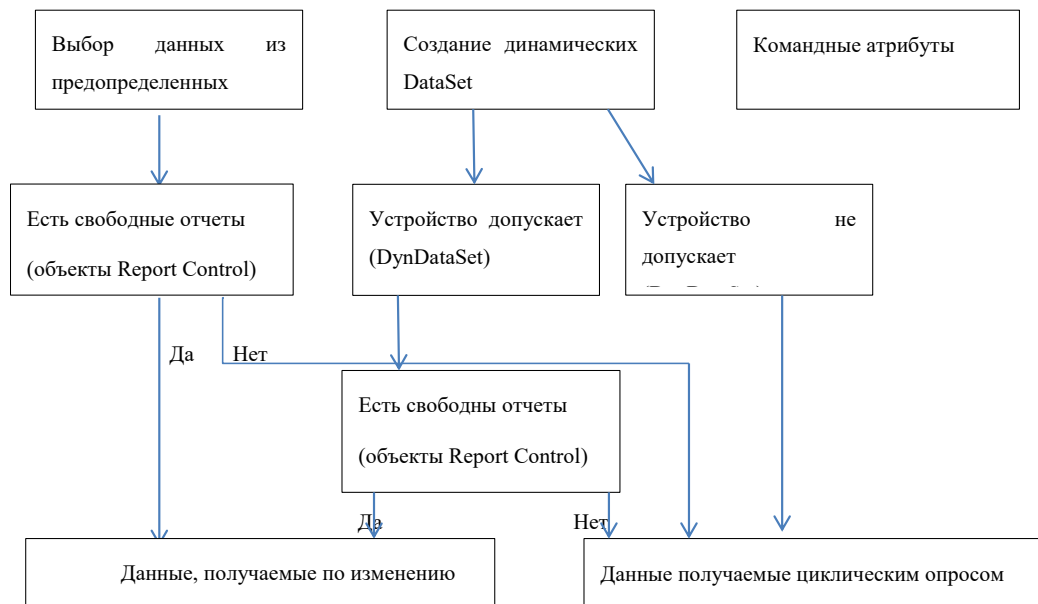 Выбор данных из
предопределенных
Создание динамических
DataSet
Командные атрибуты
Есть свободные отчеты
(объекты Report Control)
Устройство допускает
(DynDataSet)
Устройство не
допускает
Да
Нет
Есть свободны отчеты
(объекты Report Control)
Да
Нет
Данные, получаемые по изменению
Данные получаемые циклическим опросом